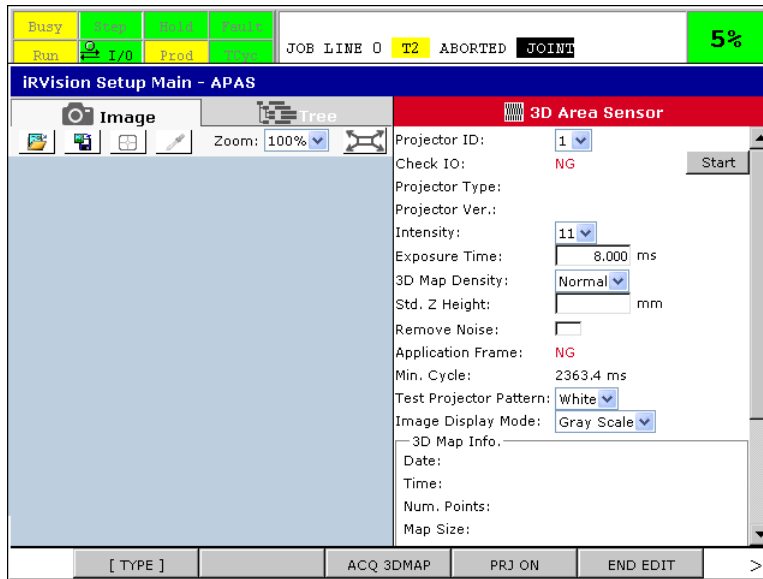 Busy Step Hold Fault
Run I/O Prod TCyc
JOB LINE 0 T2 ABORTED JOINT
5%
iRVision Setup Main - APAS
Image Tree
Zoom: 100%
3D Area Sensor
Projector ID: 1
Check IO: NG Start
Projector Type:
Projector Ver.:
Intensity: 11
Exposure Time: 8.000 ms
3D Map Density: Normal
Std. Z Height: mm
Remove Noise:
Application Frame: NG
Min. Cycle: 2363.4 ms
Test Projector Pattern: White
Image Display Mode: Gray Scale
3D Map Info.
Date:
Time:
Num. Points:
Map Size:
[ TYPE ] ACQ 3DMAP PRJ ON END EDIT >